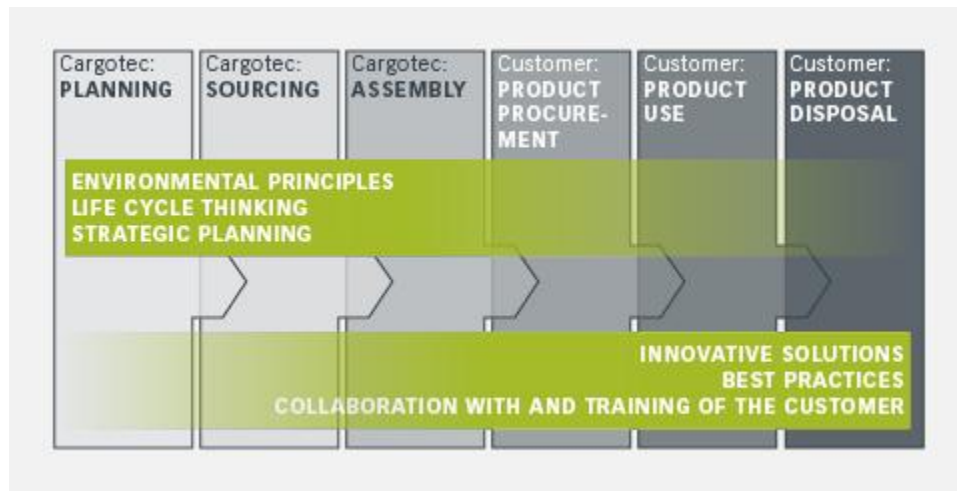 Cargotec:
PLANNING
Cargotec:
SOURCING
Cargotec:
ASSEMBLY
Customer:
PRODUCT
PROCURE-
MENT
Customer:
PRODUCT
USE
Customer:
PRODUCT
DISPOSAL
ENVIRONMENTAL PRINCIPLES
LIFE CYCLE THINKING
STRATEGIC PLANNING
INNOVATIVE SOLUTIONS
BEST PRACTICES
COLLABORATION WITH AND TRAINING OF THE CUSTOMER